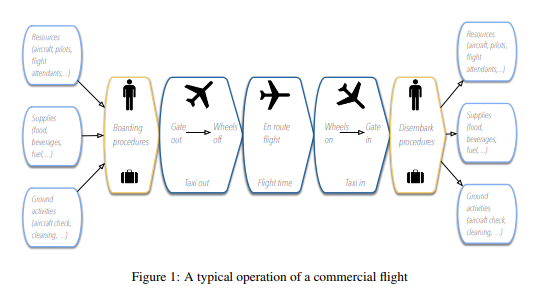 Resources
(aircraft, pilots,
flight
attendants,...)
Supplies
(food,
beverages,
fuel, ...)
Ground
activities
(aircraft check,
cleaning, ...)
Boarding
procedures
Gate
out
Wheels
off
Taxi out
En route
flight
Flight time
Wheels
on
Gate
in
Taxi in
Disembark
procedures
Resources
(aircraft, pilots,
flight
attendants,...)
Supplies
(food,
beverages,
fuel, ...)
Ground
activities
(aircraft check,
cleaning, ...)
Figure 1: A typical operation of a commercial flight